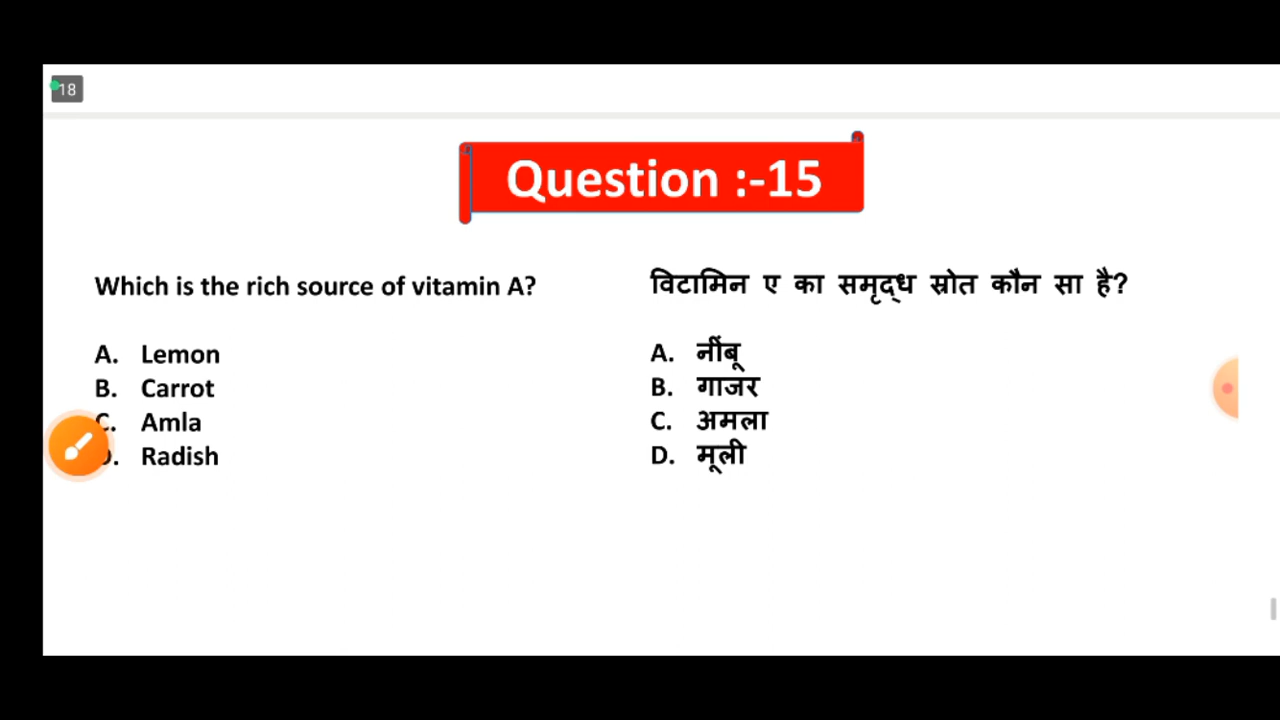 18
Question :-15
Which is the rich source of vitamin A?
A. Lemon
B. Carrot
C. Amla
D. Radish
विटामिन ए का समृद्ध स्रोत कौन सा है?
A. नींबू
B. गाजर
C. अमला
D. मूली